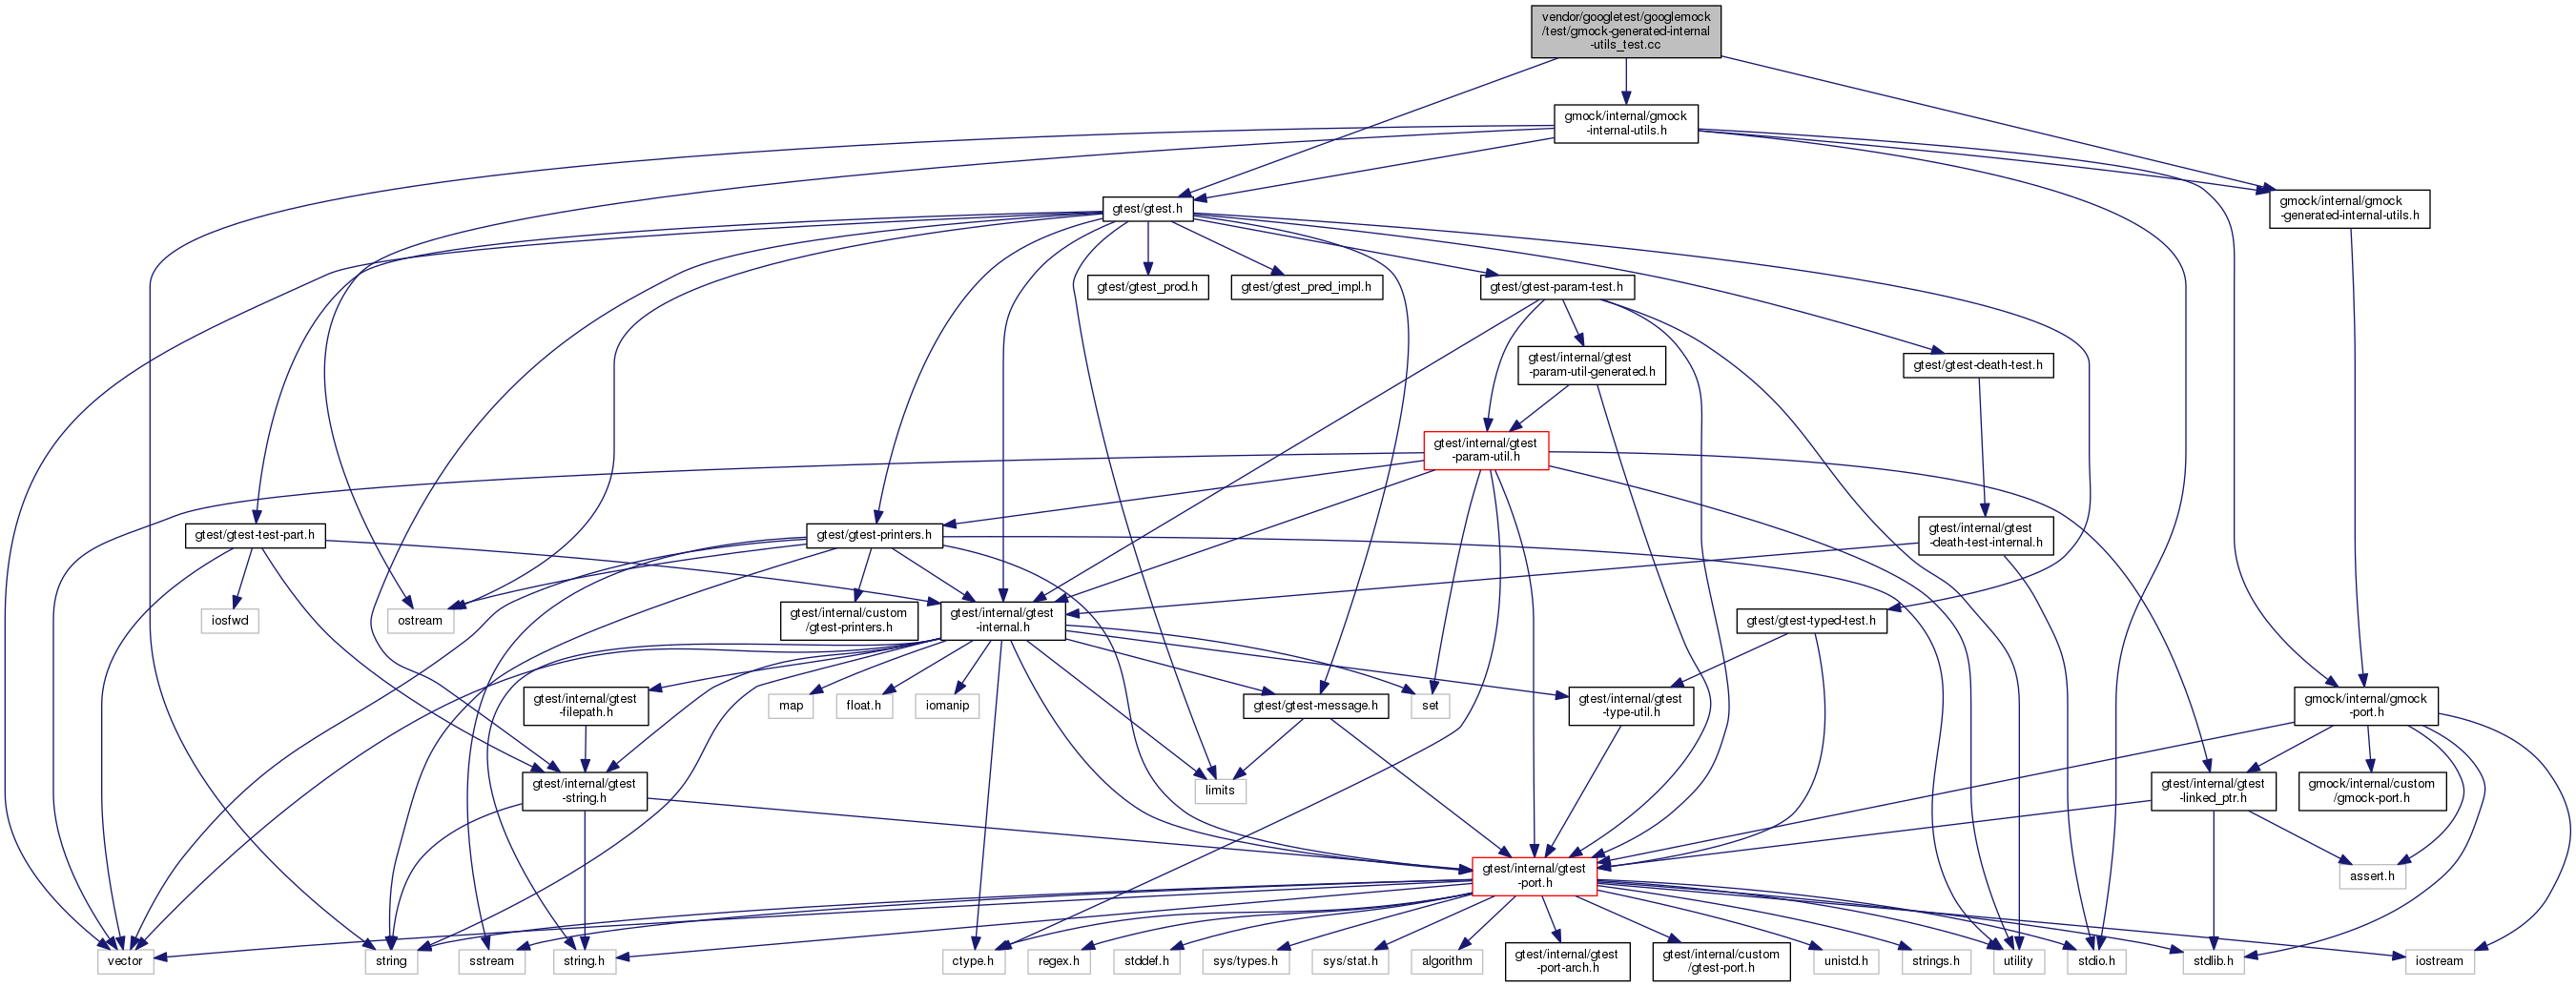 vendor/googletest/googlemock
/test/gmock-generated-internal
-utils_test.cc
gmock/internal/gmock
-internal-utils.h
gtest/gtest.h
gmock/internal/gmock
-generated-internal-utils.h
gtest/gtest_prod.h
gtest/gtest_pred_impl.h
gtest/gtest-param-test.h
gtest/internal/gtest
-param-util-generated.h
gtest/gtest-death-test.h
gtest/internal/gtest
-param-util.h
gtest/gtest-test-part.h
gtest/gtest-printers.h
gtest/internal/gtest
-death-test-internal.h
iosfwd
ostream
gtest/internal/custom
/gtest-printers.h
gtest/internal/gtest
-internal.h
gtest/gtest-typed-test.h
gtest/internal/gtest
-filepath.h
map
float.h
iomanip
gtest/gtest-message.h
set
gtest/internal/gtest
-type-util.h
gmock/internal/gmock
-port.h
gtest/internal/gtest
-string.h
limits
gtest/internal/gtest
-linked_ptr.h
gmock/internal/custom
/gmock-port.h
gtest/internal/gtest
-port.h
assert.h
vector
string
sstream
string.h
ctype.h
regex.h
stddef.h
sys/types.h
sys/stat.h
algorithm
gtest/internal/gtest
-port-arch.h
gtest/internal/custom
/gtest-port.h
unistd.h
strings.h
utility
stdio.h
stdlib.h
iostream